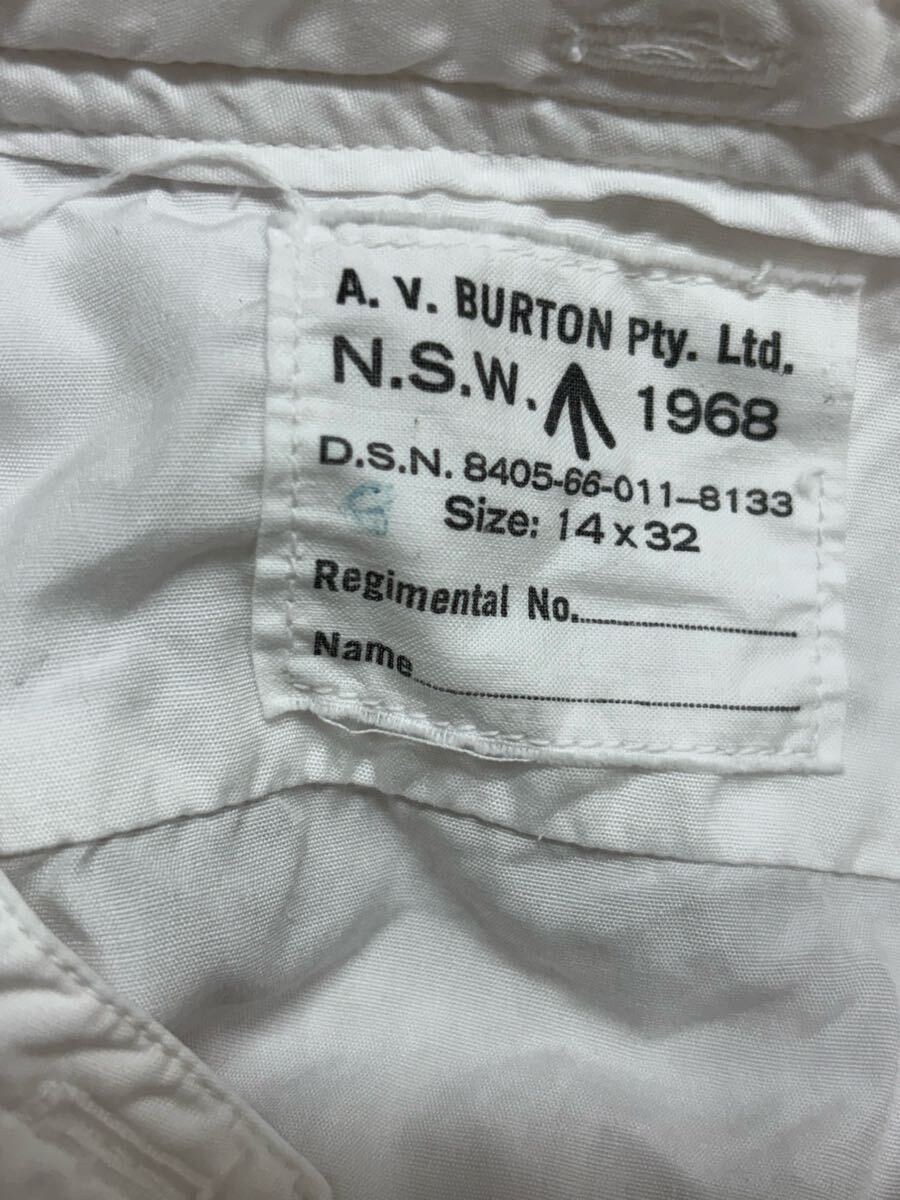 A. V. BURTON Pty. Ltd.
N.S.W. 1968
D.S.N. 8405-66-011-8133
Size: 14 x 32
Regimental No.
Name